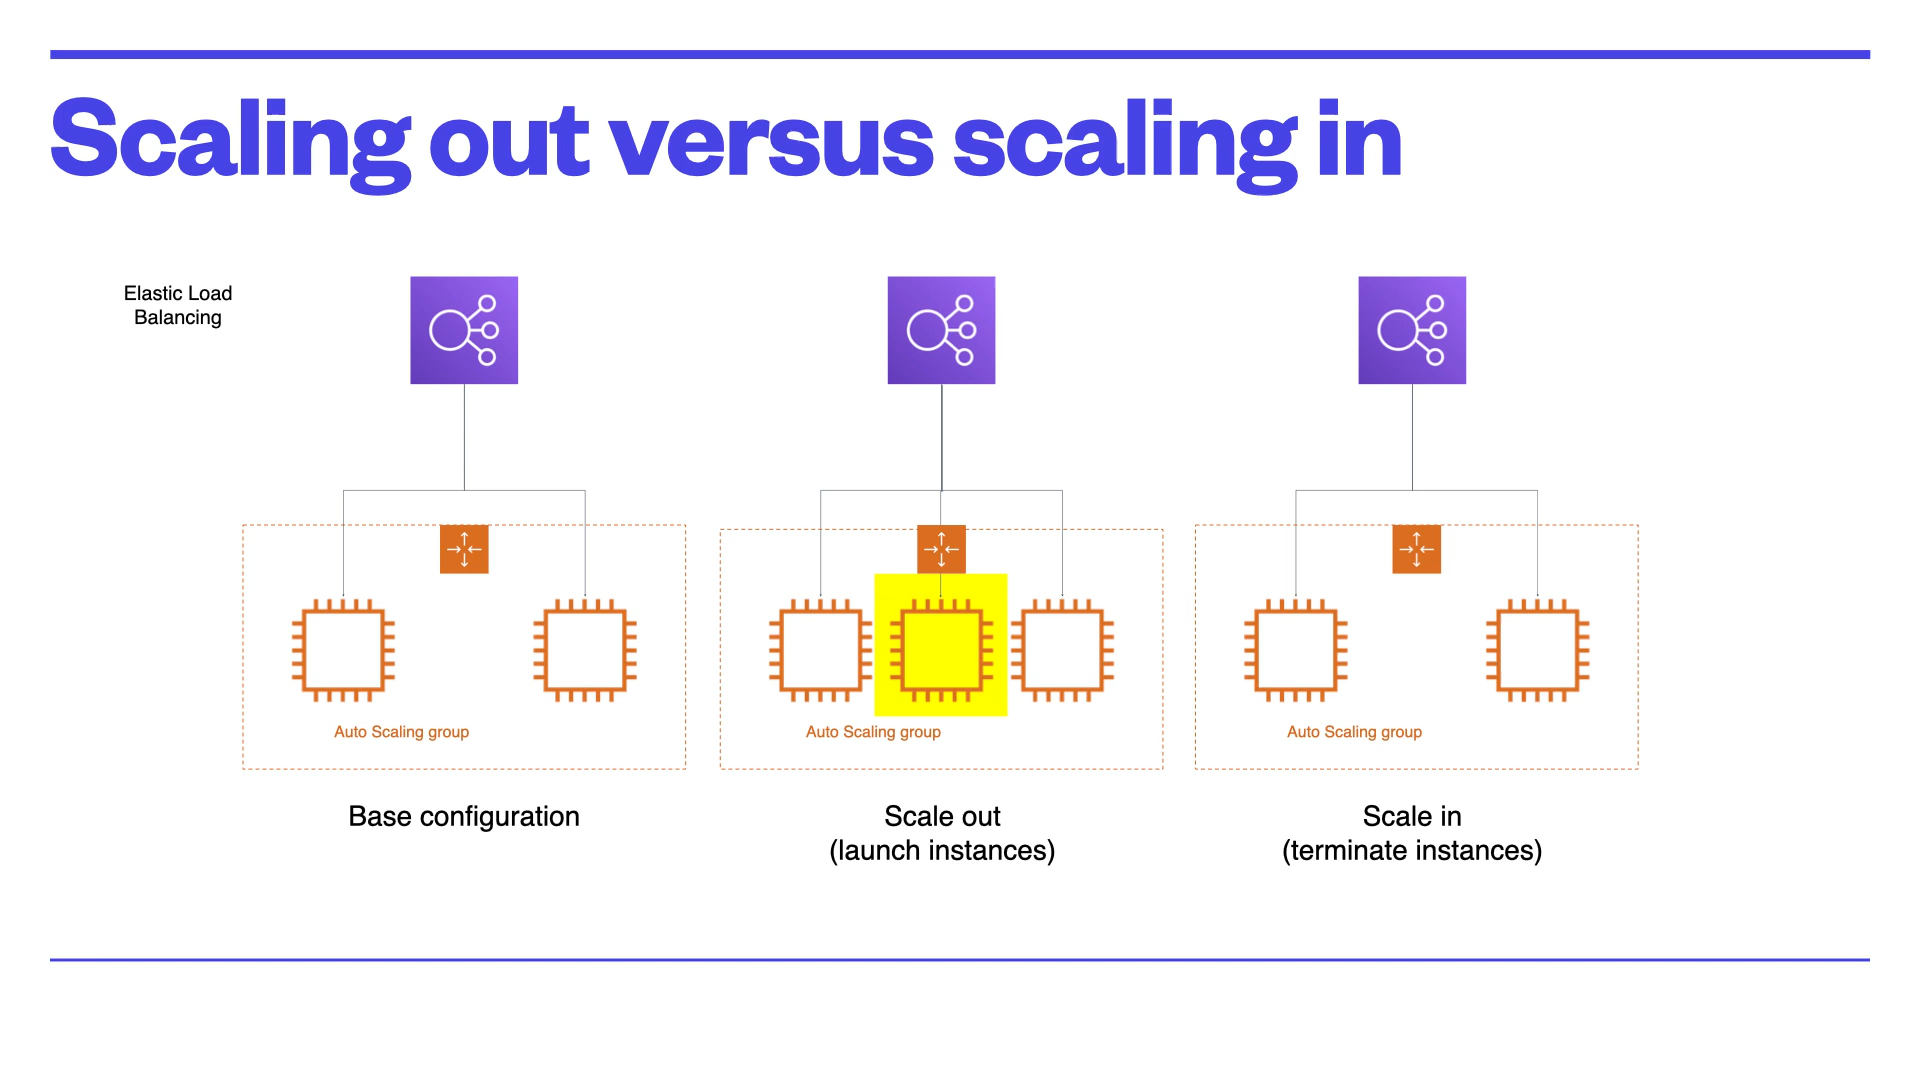 Scaling out versus scaling in
Elastic Load
Balancing
Auto Scaling group
Auto Scaling group
Auto Scaling group
Base configuration
Scale out
(launch instances)
Scale in
(terminate instances)